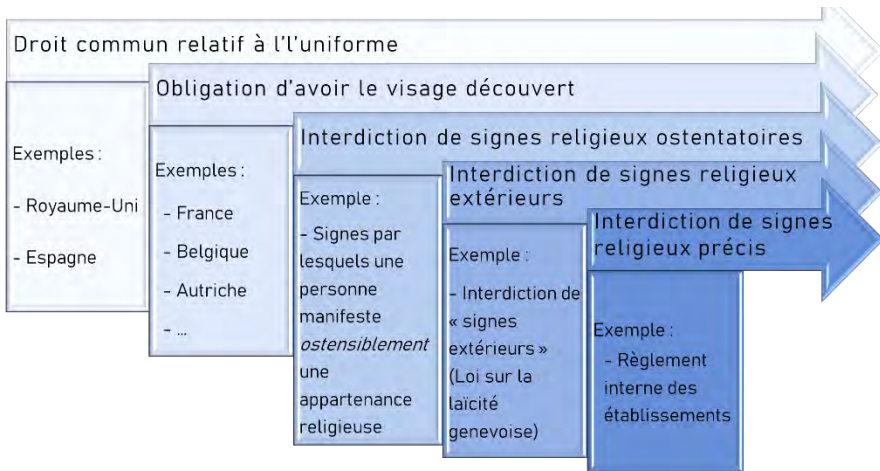 Droit commun relatif à l'l'uniforme
Exemples :
- Royaume-Uni
- Espagne
Obligation d'avoir le visage découvert
Exemples :
- France
- Belgique
- Autriche
- ...
Interdiction de signes religieux ostentatoires
Exemple :
- Signes par
lesquels une
personne
manifeste
ostensiblement
une
appartenance
religieuse
Interdiction de signes religieux
extérieurs
Exemple :
- Interdiction de
« signes
extérieurs »
(Loi sur la
laïcité
genevoise)
Interdiction de signes
religieux précis
Exemple :
- Règlement
interne des
établissements